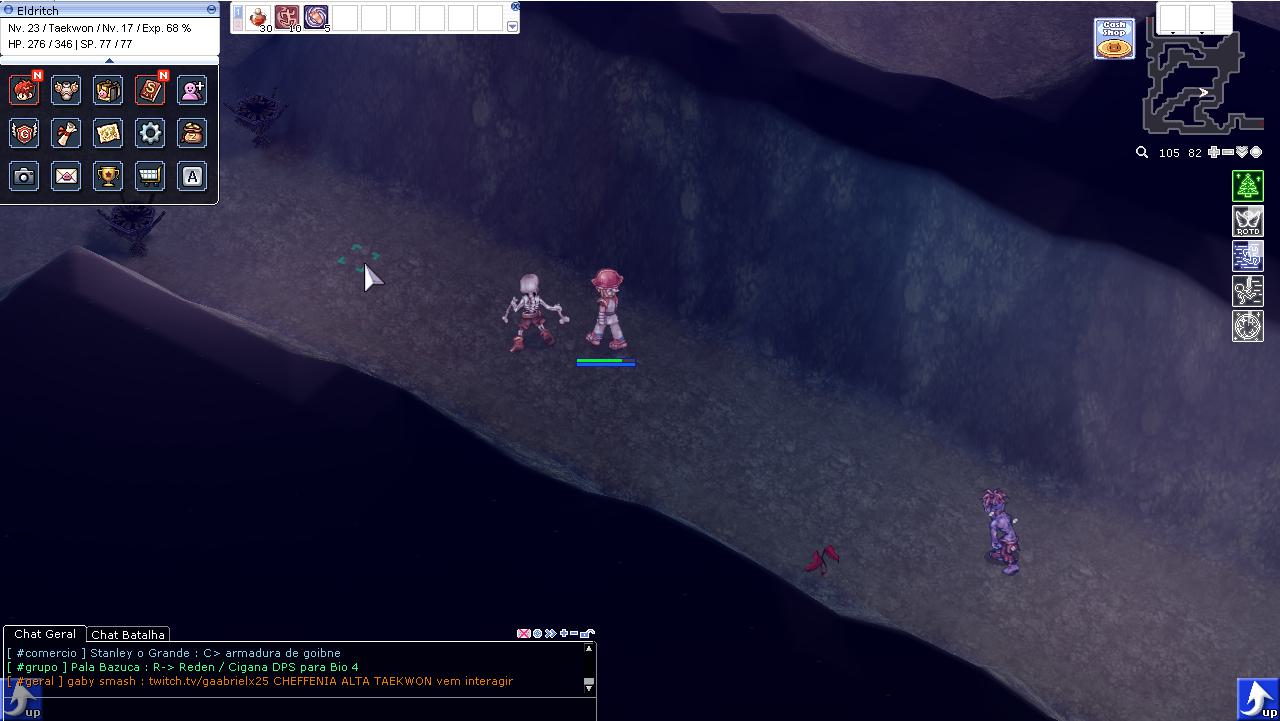 Eldritch
Nv. 23 / Taekwon / Nv. 17 / Exp. 68 %
HP. 276 / 346 | SP. 77 / 77
N
N
S
G
Z
A
1
2
30
10
5
Cash
Shop
105 82
ROTD
Chat Geral
Chat Batalha
[ #comercio ] Stanley o Grande : C> armadura de goibne
[ #grupo ] Pala Bazuca : R-> Reden / Cigana DPS para Bio 4
[ #geral ] gaby smash : twitch.tv/gaabrielx25 CHEFFENIA ALTA TAEKWON vem interagir
up
up